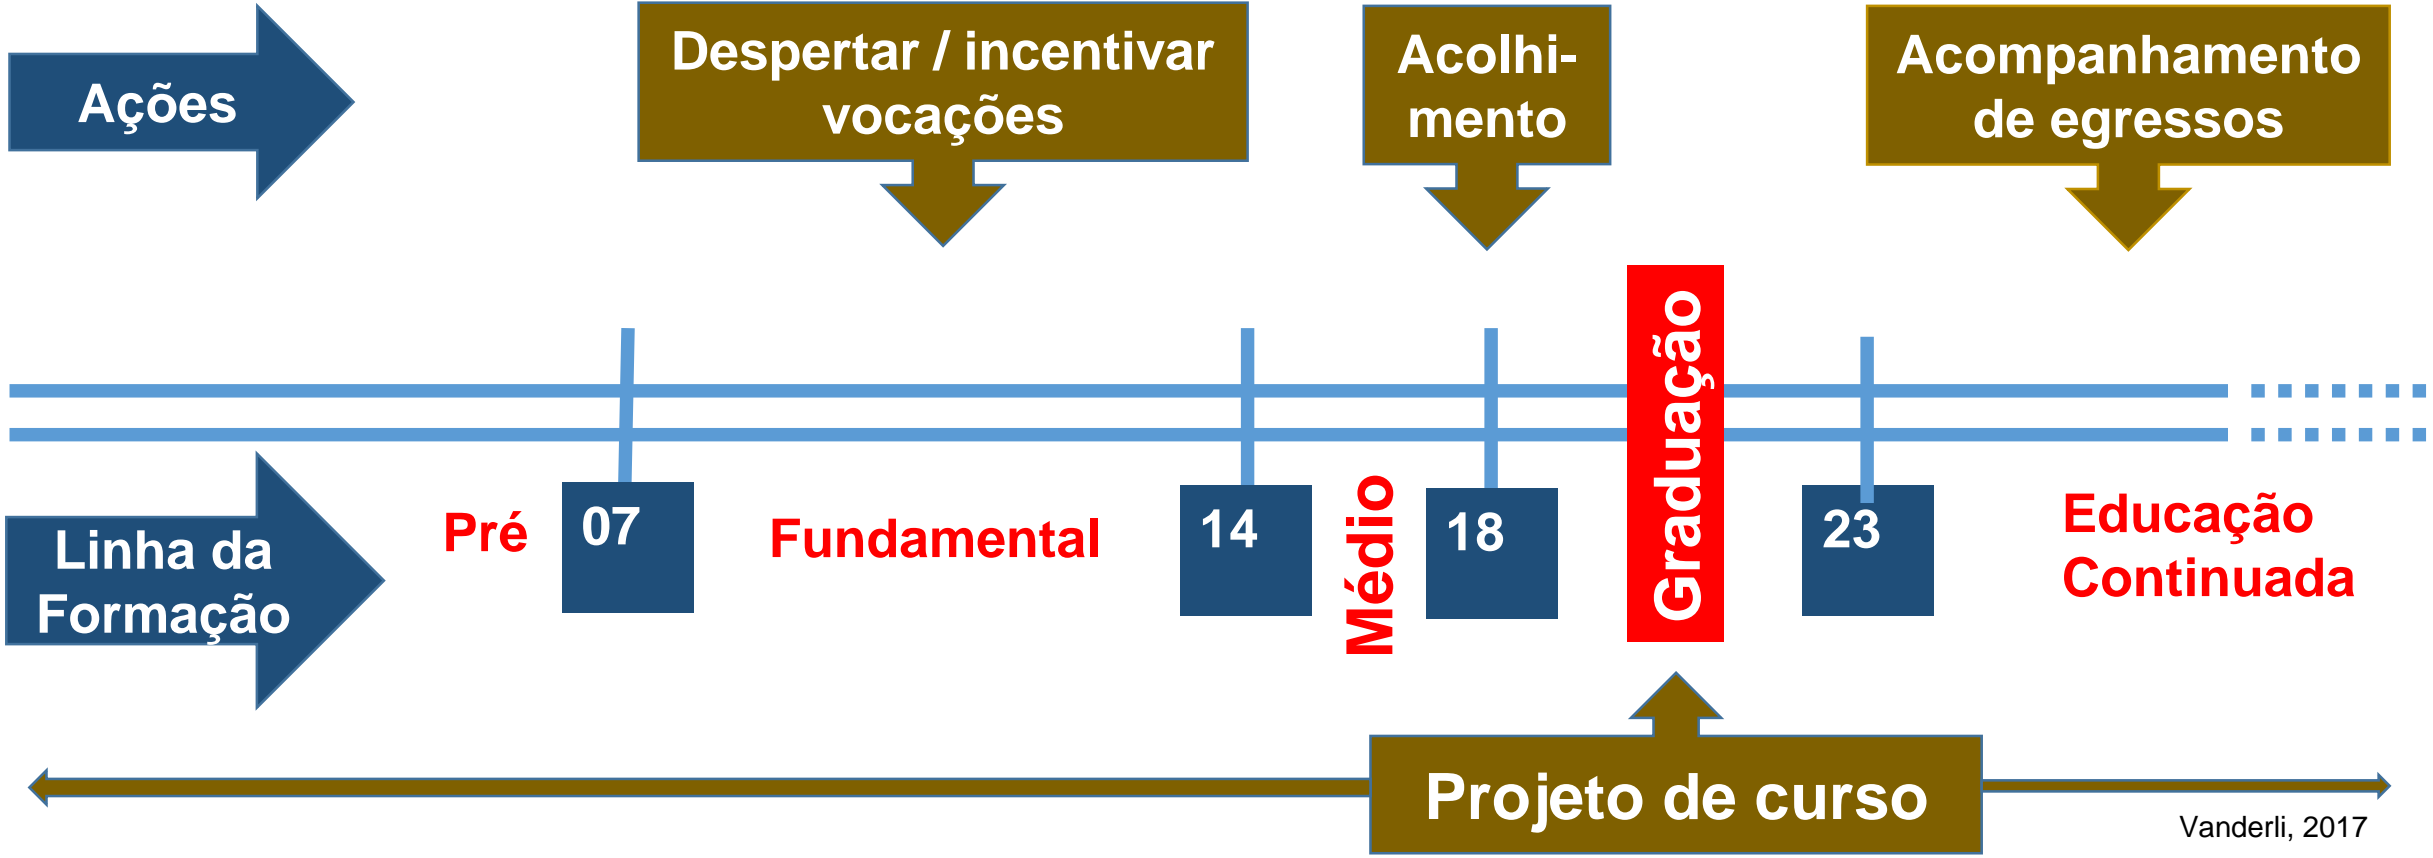 Ações
Despertar / incentivar
vocações
Acolhi-
mento
Acompanhamento
de egressos
Linha da
Formação
Pré
07
Fundamental
14
Médio
18
Graduação
23
Educação
Continuada
Projeto de curso
Vanderli, 2017